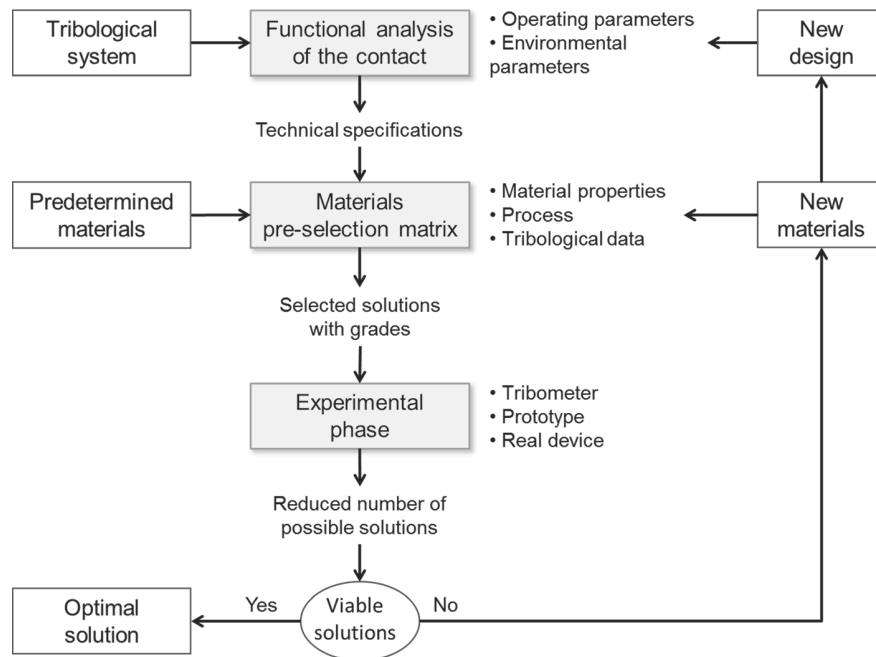 Tribological
system
Functional analysis
of the contact
• Operating parameters
• Environmental
parameters
New
design
Technical specifications
Predetermined
materials
Materials
pre-selection matrix
• Material properties
• Process
• Tribological data
New
materials
Selected solutions
with grades
Experimental
phase
• Tribometer
• Prototype
• Real device
Reduced number of
possible solutions
Optimal
solution
Yes
Viable
solutions
No